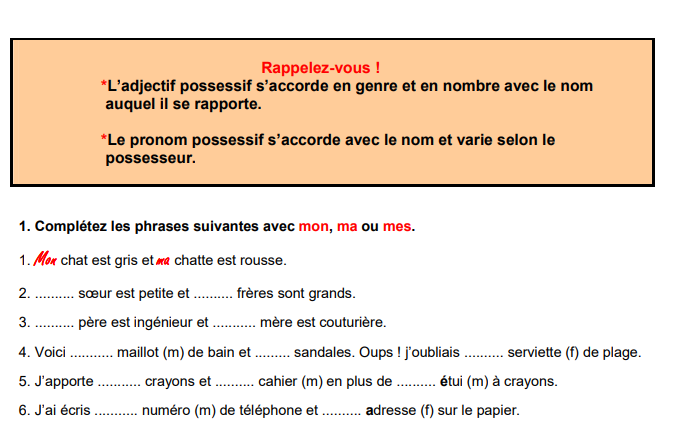 Rappelez-vous !
*L’adjectif possessif s’accorde en genre et en nombre avec le nom
auquel il se rapporte.
*Le pronom possessif s’accorde avec le nom et varie selon le
possesseur.
1. Complétez les phrases suivantes avec mon, ma ou mes.
1. Mon chat est gris et ma chatte est rousse.
2. .......... sœur est petite et .......... frères sont grands.
3. .......... père est ingénieur et ........... mère est couturière.
4. Voici ........... maillot (m) de bain et ......... sandales. Oups ! j’oubliais .......... serviette (f) de plage.
5. J’apporte ........... crayons et .......... cahier (m) en plus de .......... étui (m) à crayons.
6. J’ai écris ........... numéro (m) de téléphone et .......... adresse (f) sur le papier.